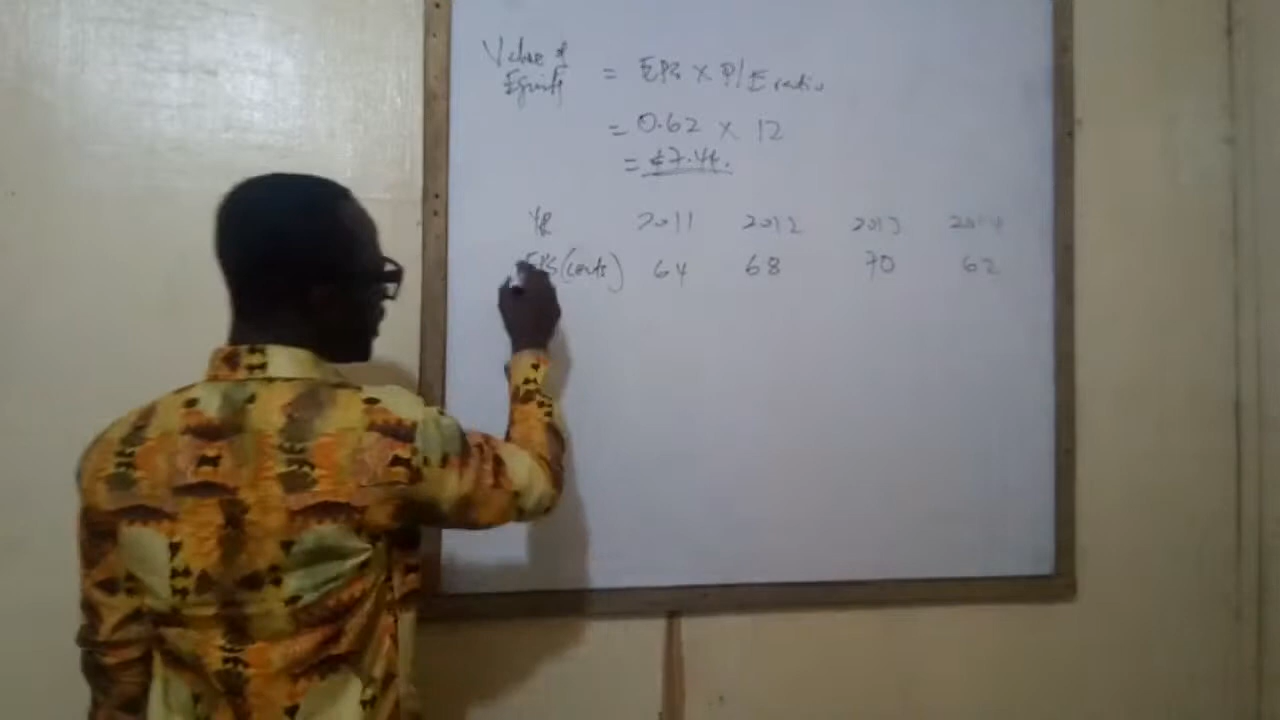 Value of Equity = EPS x P/E ratio
= 0.62 x 12
= ¢7.44.
YR 2011 2012 2013 2014
EPS(cents) 64 68 70 62